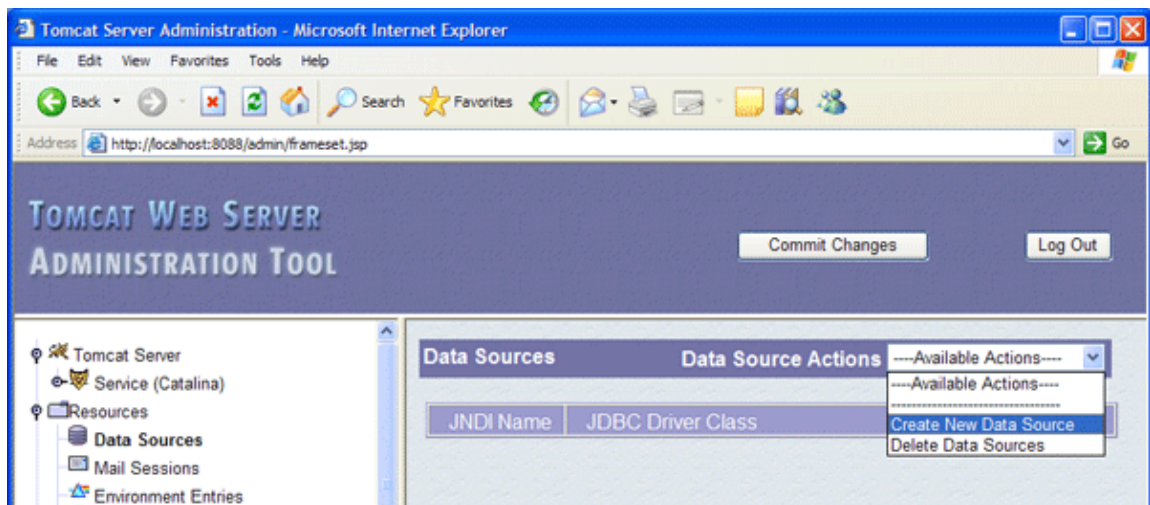 Tomcat Server Administration - Microsoft Internet Explorer
File Edit View Favorites Tools Help
Back Search Favorites
Address http://localhost:8088/admin/frameset.jsp Go
TOMCAT WEB SERVER
ADMINISTRATION TOOL
Commit Changes Log Out
Tomcat Server
Service (Catalina)
Resources
Data Sources
Mail Sessions
Environment Entries
Data Sources Data Source Actions ----Available Actions----
----Available Actions----
---------------------------------
Create New Data Source
Delete Data Sources
JNDI Name JDBC Driver Class